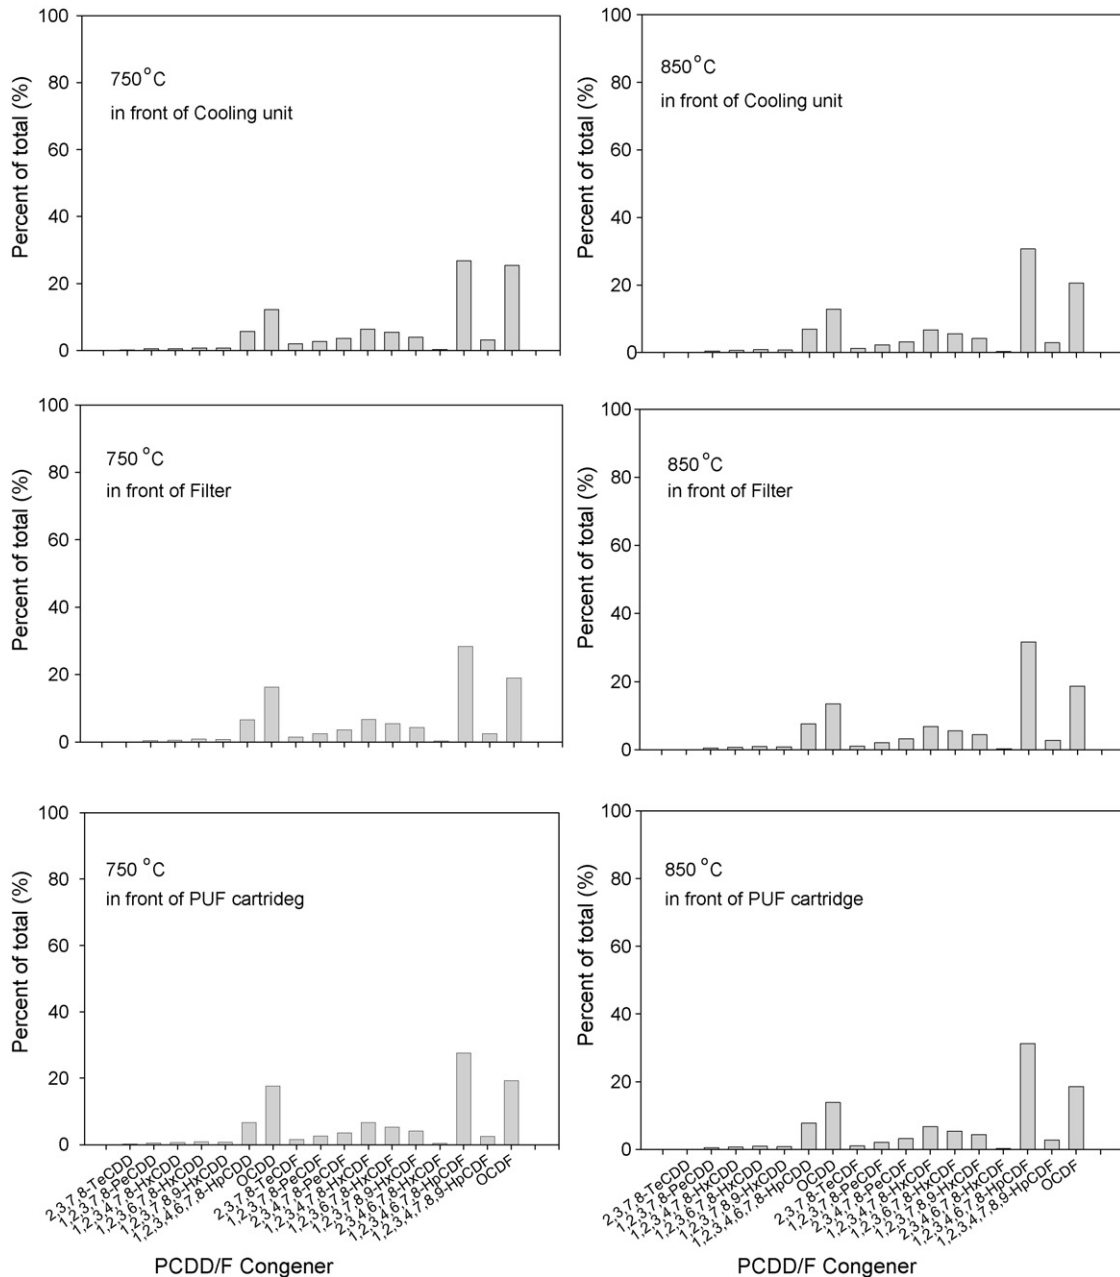 100
80
60
40
20
0
Percent of total (%)
750 °C
in front of Cooling unit
100
80
60
40
20
0
Percent of total (%)
850 °C
in front of Cooling unit
100
80
60
40
20
0
Percent of total (%)
750 °C
in front of Filter
100
80
60
40
20
0
Percent of total (%)
850 °C
in front of Filter
100
80
60
40
20
0
Percent of total (%)
750 °C
in front of PUF cartrideg
2,3,7,8-TeCDD
1,2,3,7,8-PeCDD
1,2,3,4,7,8-HxCDD
1,2,3,6,7,8-HxCDD
1,2,3,7,8,9-HxCDD
1,2,3,4,6,7,8-HpCDD
OCDD
2,3,7,8-TeCDF
1,2,3,7,8-PeCDF
2,3,4,7,8-PeCDF
1,2,3,4,7,8-HxCDF
1,2,3,6,7,8-HxCDF
1,2,3,7,8,9-HxCDF
2,3,4,6,7,8-HxCDF
1,2,3,4,6,7,8-HpCDF
1,2,3,4,7,8,9-HpCDF
OCDF
PCDD/F Congener
100
80
60
40
20
0
Percent of total (%)
850 °C
in front of PUF cartridge
2,3,7,8-TeCDD
1,2,3,7,8-PeCDD
1,2,3,4,7,8-HxCDD
1,2,3,6,7,8-HxCDD
1,2,3,7,8,9-HxCDD
1,2,3,4,6,7,8-HpCDD
OCDD
2,3,7,8-TeCDF
1,2,3,7,8-PeCDF
2,3,4,7,8-PeCDF
1,2,3,4,7,8-HxCDF
1,2,3,6,7,8-HxCDF
1,2,3,7,8,9-HxCDF
2,3,4,6,7,8-HxCDF
1,2,3,4,6,7,8-HpCDF
1,2,3,4,7,8,9-HpCDF
OCDF
PCDD/F Congener